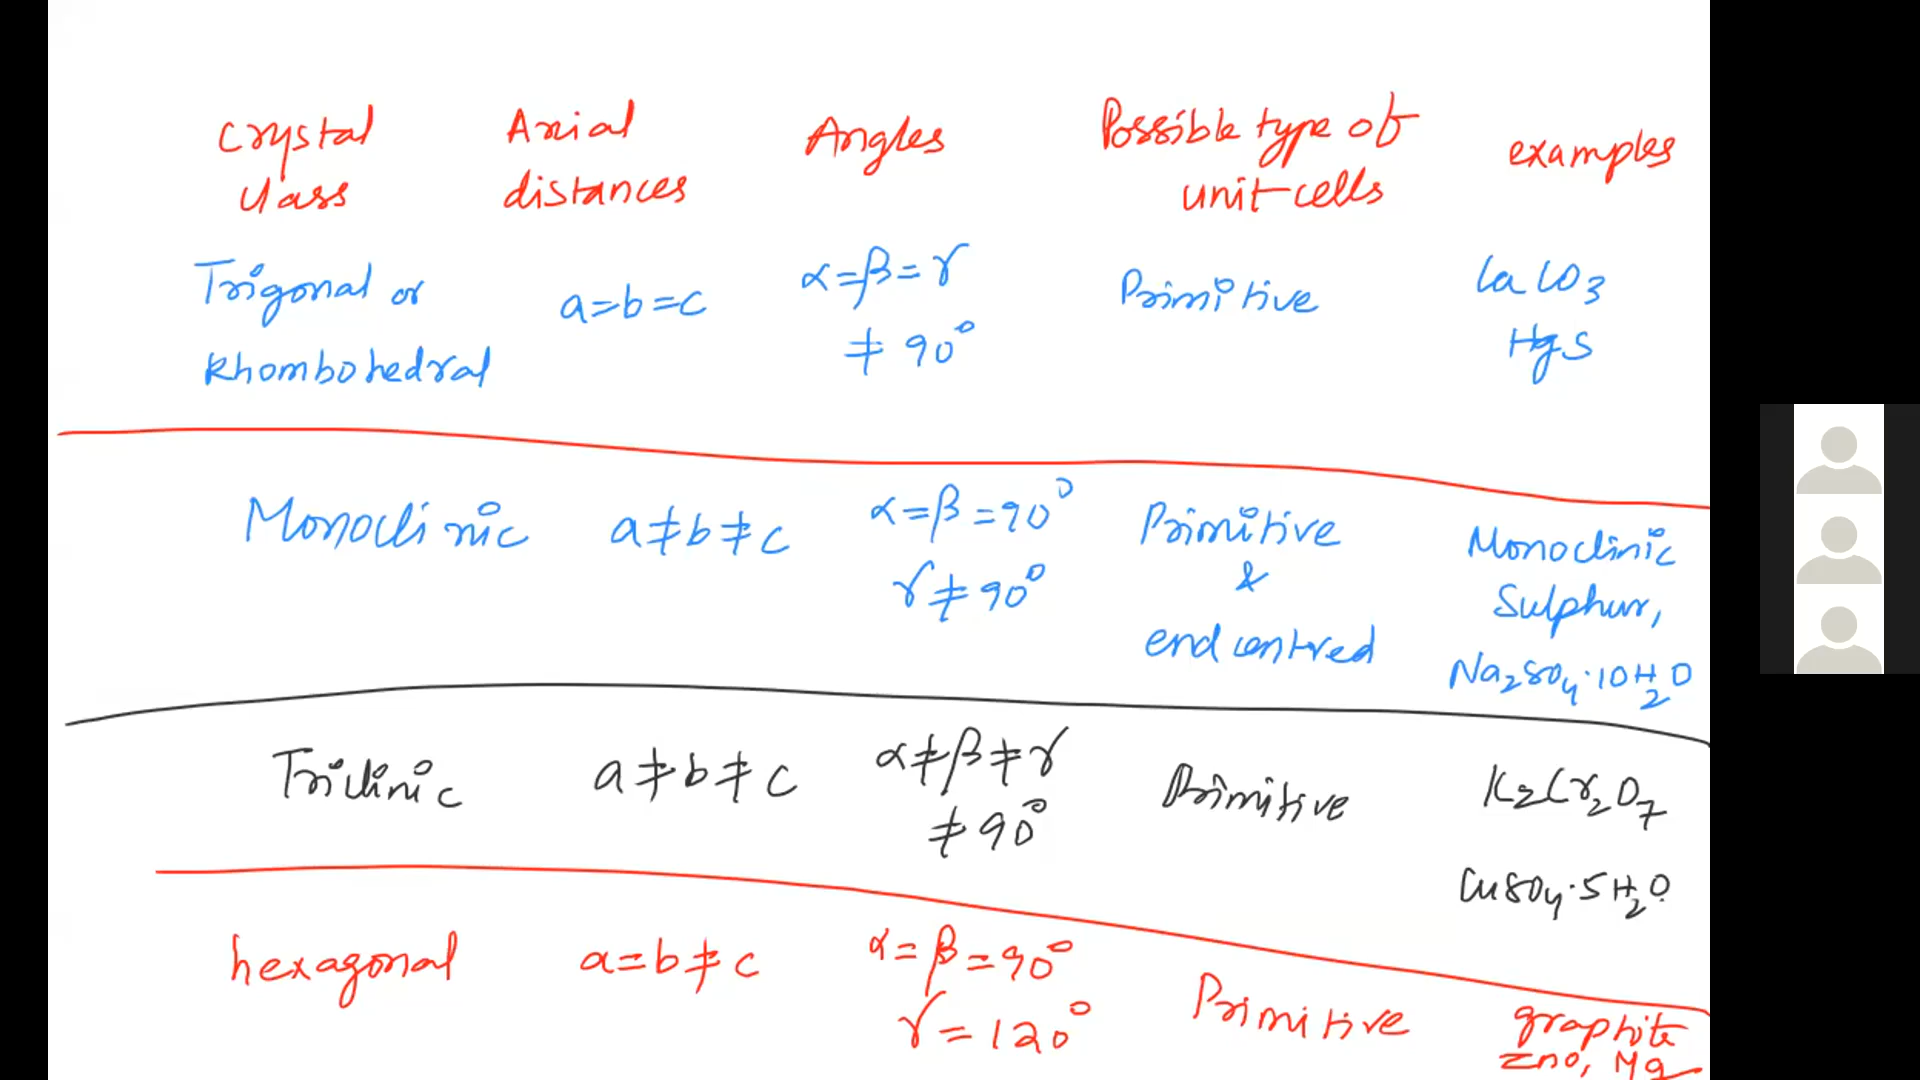 Crystal Axial Angles Possible type of examples
class distances unit cells
Trigonal or a=b=c α=β=γ Primitive CaCO3
Rhombohedral ≠ 90° HgS
Monoclinic a≠b≠c α=β=90° Primitive Monoclinic
γ≠90° & Sulphur,
end centred Na2SO4·10H2O
Triclinic a≠b≠c α≠β≠γ Primitive K2Cr2O7
≠90° CuSO4·5H2O
hexagonal a=b≠c α=β=90° Primitive graphite
γ=120° ZnO, Mg